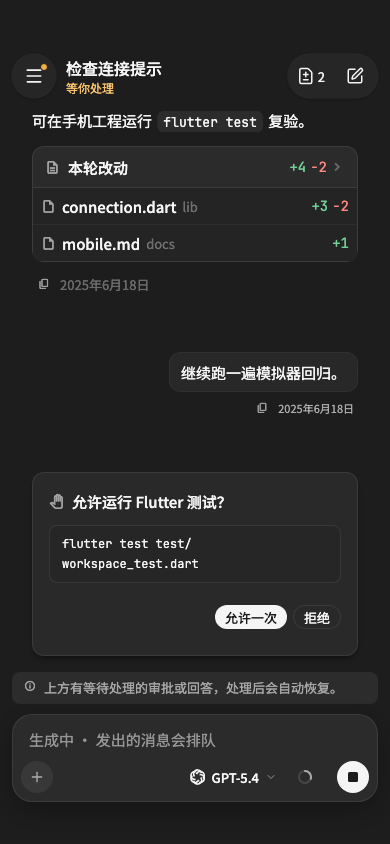 检查连接提示
等你处理
2
可在手机工程运行 flutter test 复验。
本轮改动 +4 -2
connection.dart lib +3 -2
mobile.md docs +1
2025年6月18日
继续跑一遍模拟器回归。
2025年6月18日
允许运行 Flutter 测试？
flutter test test/
workspace_test.dart
允许一次 拒绝
上方有等待处理的审批或回答，处理后会自动恢复。
生成中 • 发出的消息会排队
GPT-5.4